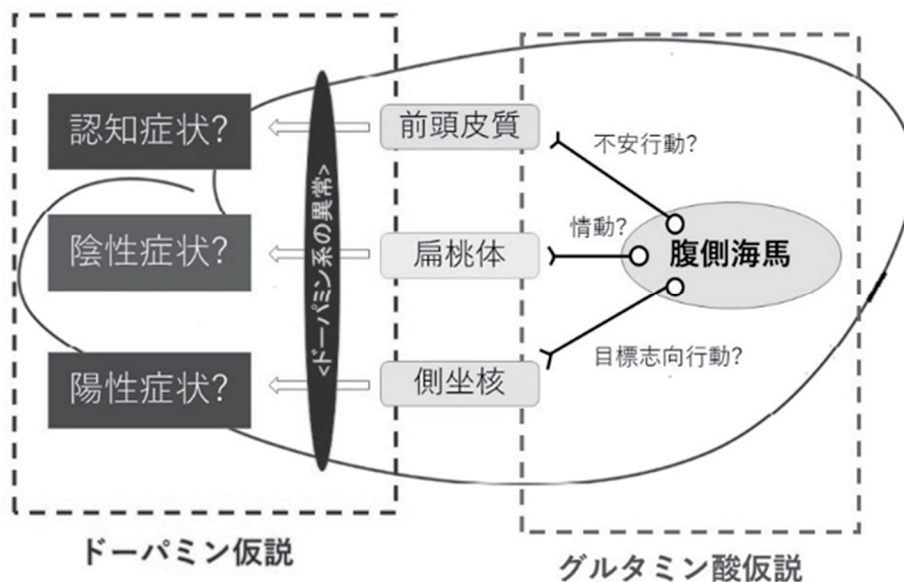 認知症状?
前頭皮質
不安行動?
<ドーパミン系の異常>
陰性症状?
扁桃体
情動?
腹側海馬
陽性症状?
側坐核
目標志向行動?
ドーパミン仮説
グルタミン酸仮説